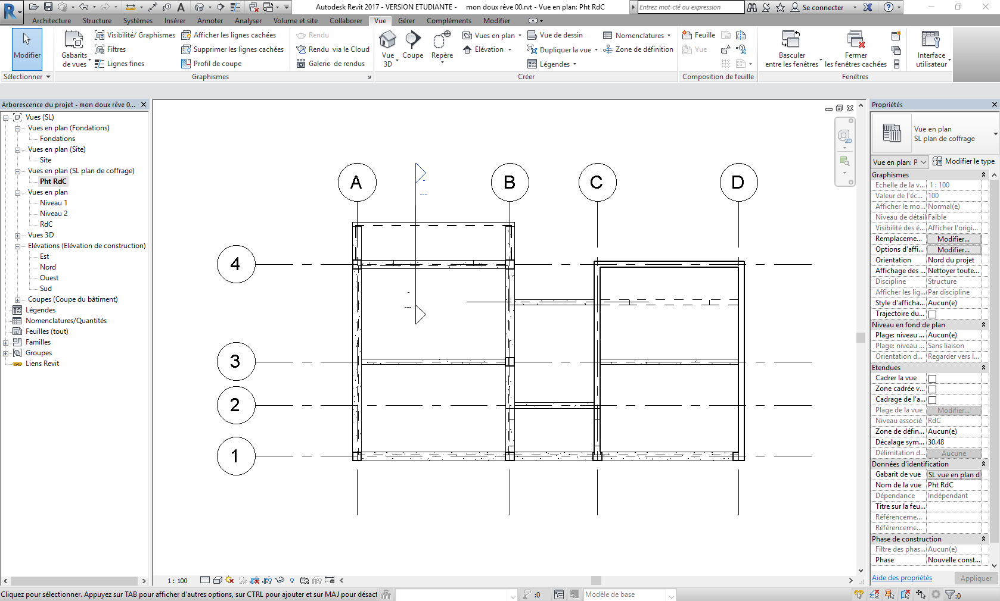 Autodesk Revit 2017 - VERSION ETUDIANTE - mon doux rêve 00.rvt - Vue en plan: Pht RdC
Entrez mot-clé ou expression
Se connecter
Architecture Structure Systèmes Insérer Annoter Analyser Volume et site Collaborer Vue Gérer Compléments Modifier
Modifier
Gabarits
de vues
Visibilité/ Graphismes
Filtres
Lignes fines
Afficher les lignes cachées
Supprimer les lignes cachées
Profil de coupe
Rendu
Rendu via le Cloud
Galerie de rendus
Vue
3D
Coupe
Repère
Vues en plan
Elévation
Vue de dessin
Dupliquer la vue
Légendes
Nomenclatures
Zone de définition
Feuille
Vue
Basculer
entre les fenêtres
Fermer
les fenêtres cachées
Interface
utilisateur
Sélectionner Graphismes Créer Composition de feuille Fenêtres
Arborescence du projet - mon doux rêve 0...
Vues (SL)
Vues en plan (Fondations)
Fondations
Vues en plan (Site)
Site
Vues en plan (SL plan de coffrage)
Pht RdC
Vues en plan
Niveau 1
Niveau 2
RdC
Vues 3D
Elévations (Elévation de construction)
Est
Nord
Ouest
Sud
Coupes (Coupe du bâtiment)
Légendes
Nomenclatures/Quantités
Feuilles (tout)
Familles
Groupes
Liens Revit
A B C D
4
3
2
1
2D
Propriétés
Vue en plan
SL plan de coffrage
Vue en plan: P
Modifier le type
Graphismes
Echelle de la v... 1 : 100
Valeur de l'éc... 100
Afficher le mo... Normal(e)
Niveau de détail Faible
Visibilité des é... Afficher l'origi...
Remplaceme... Modifier...
Options d'affi... Modifier...
Orientation Nord du projet
Affichage des ... Nettoyer toute...
Discipline Structure
Afficher les lig... Par discipline
Style d'afficha... Aucun(e)
Trajectoire du...
Niveau en fond de plan
Plage: niveau ... Aucun(e)
Plage: niveau ... Sans liaison
Orientation d... Regarder vers l...
Etendues
Cadrer la vue
Zone cadrée v...
Cadrage de l'a...
Plage de la vue Modifier...
Niveau associé RdC
Zone de défin... Aucun(e)
Décalage sym... 30.48
Délimitation d... Aucune
Données d'identification
Gabarit de vue SL vue en plan d
Nom de la vue Pht RdC
Dépendance Indépendant
Titre sur la feu...
Référenceme...
Référenceme...
Phase de construction
Filtre des phas... Aucun(e)
Phase Nouvelle const...
Aide des propriétés
Appliquer
1 : 100
Cliquez pour sélectionner. Appuyez sur TAB pour afficher d'autres options, sur CTRL pour ajouter et sur MAJ pour désact
:0
Modèle de base
:0